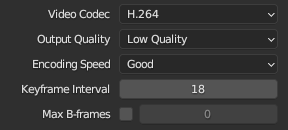 Video Codec H.264
Output Quality Low Quality
Encoding Speed Good
Keyframe Interval 18
Max B-frames 0